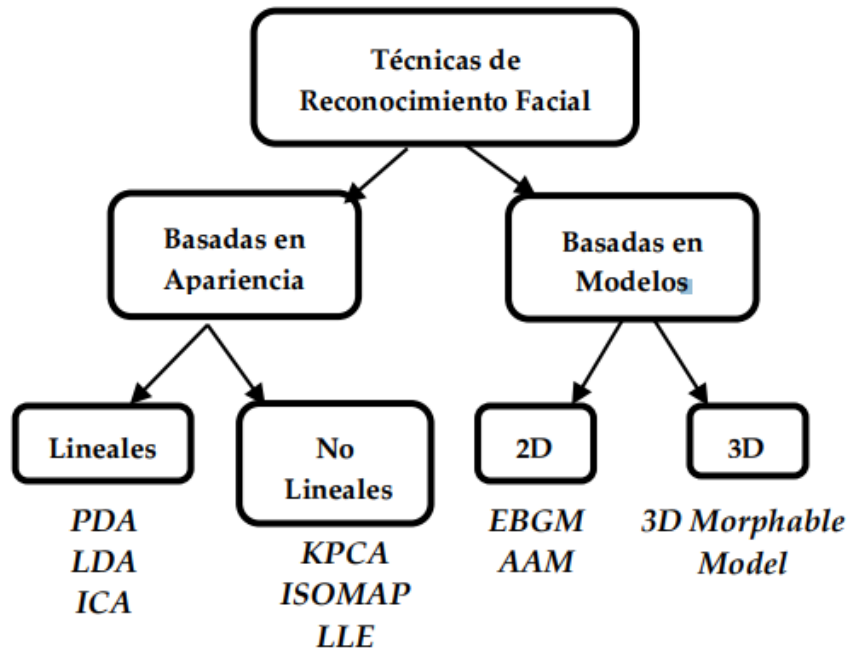 Técnicas de
Reconocimiento Facial
Basadas en
Apariencia
Basadas en
Modelos
Lineales
No
Lineales
2D
3D
PDA
LDA
ICA
KPCA
ISOMAP
LLE
EBGM
AAM
3D Morphable
Model